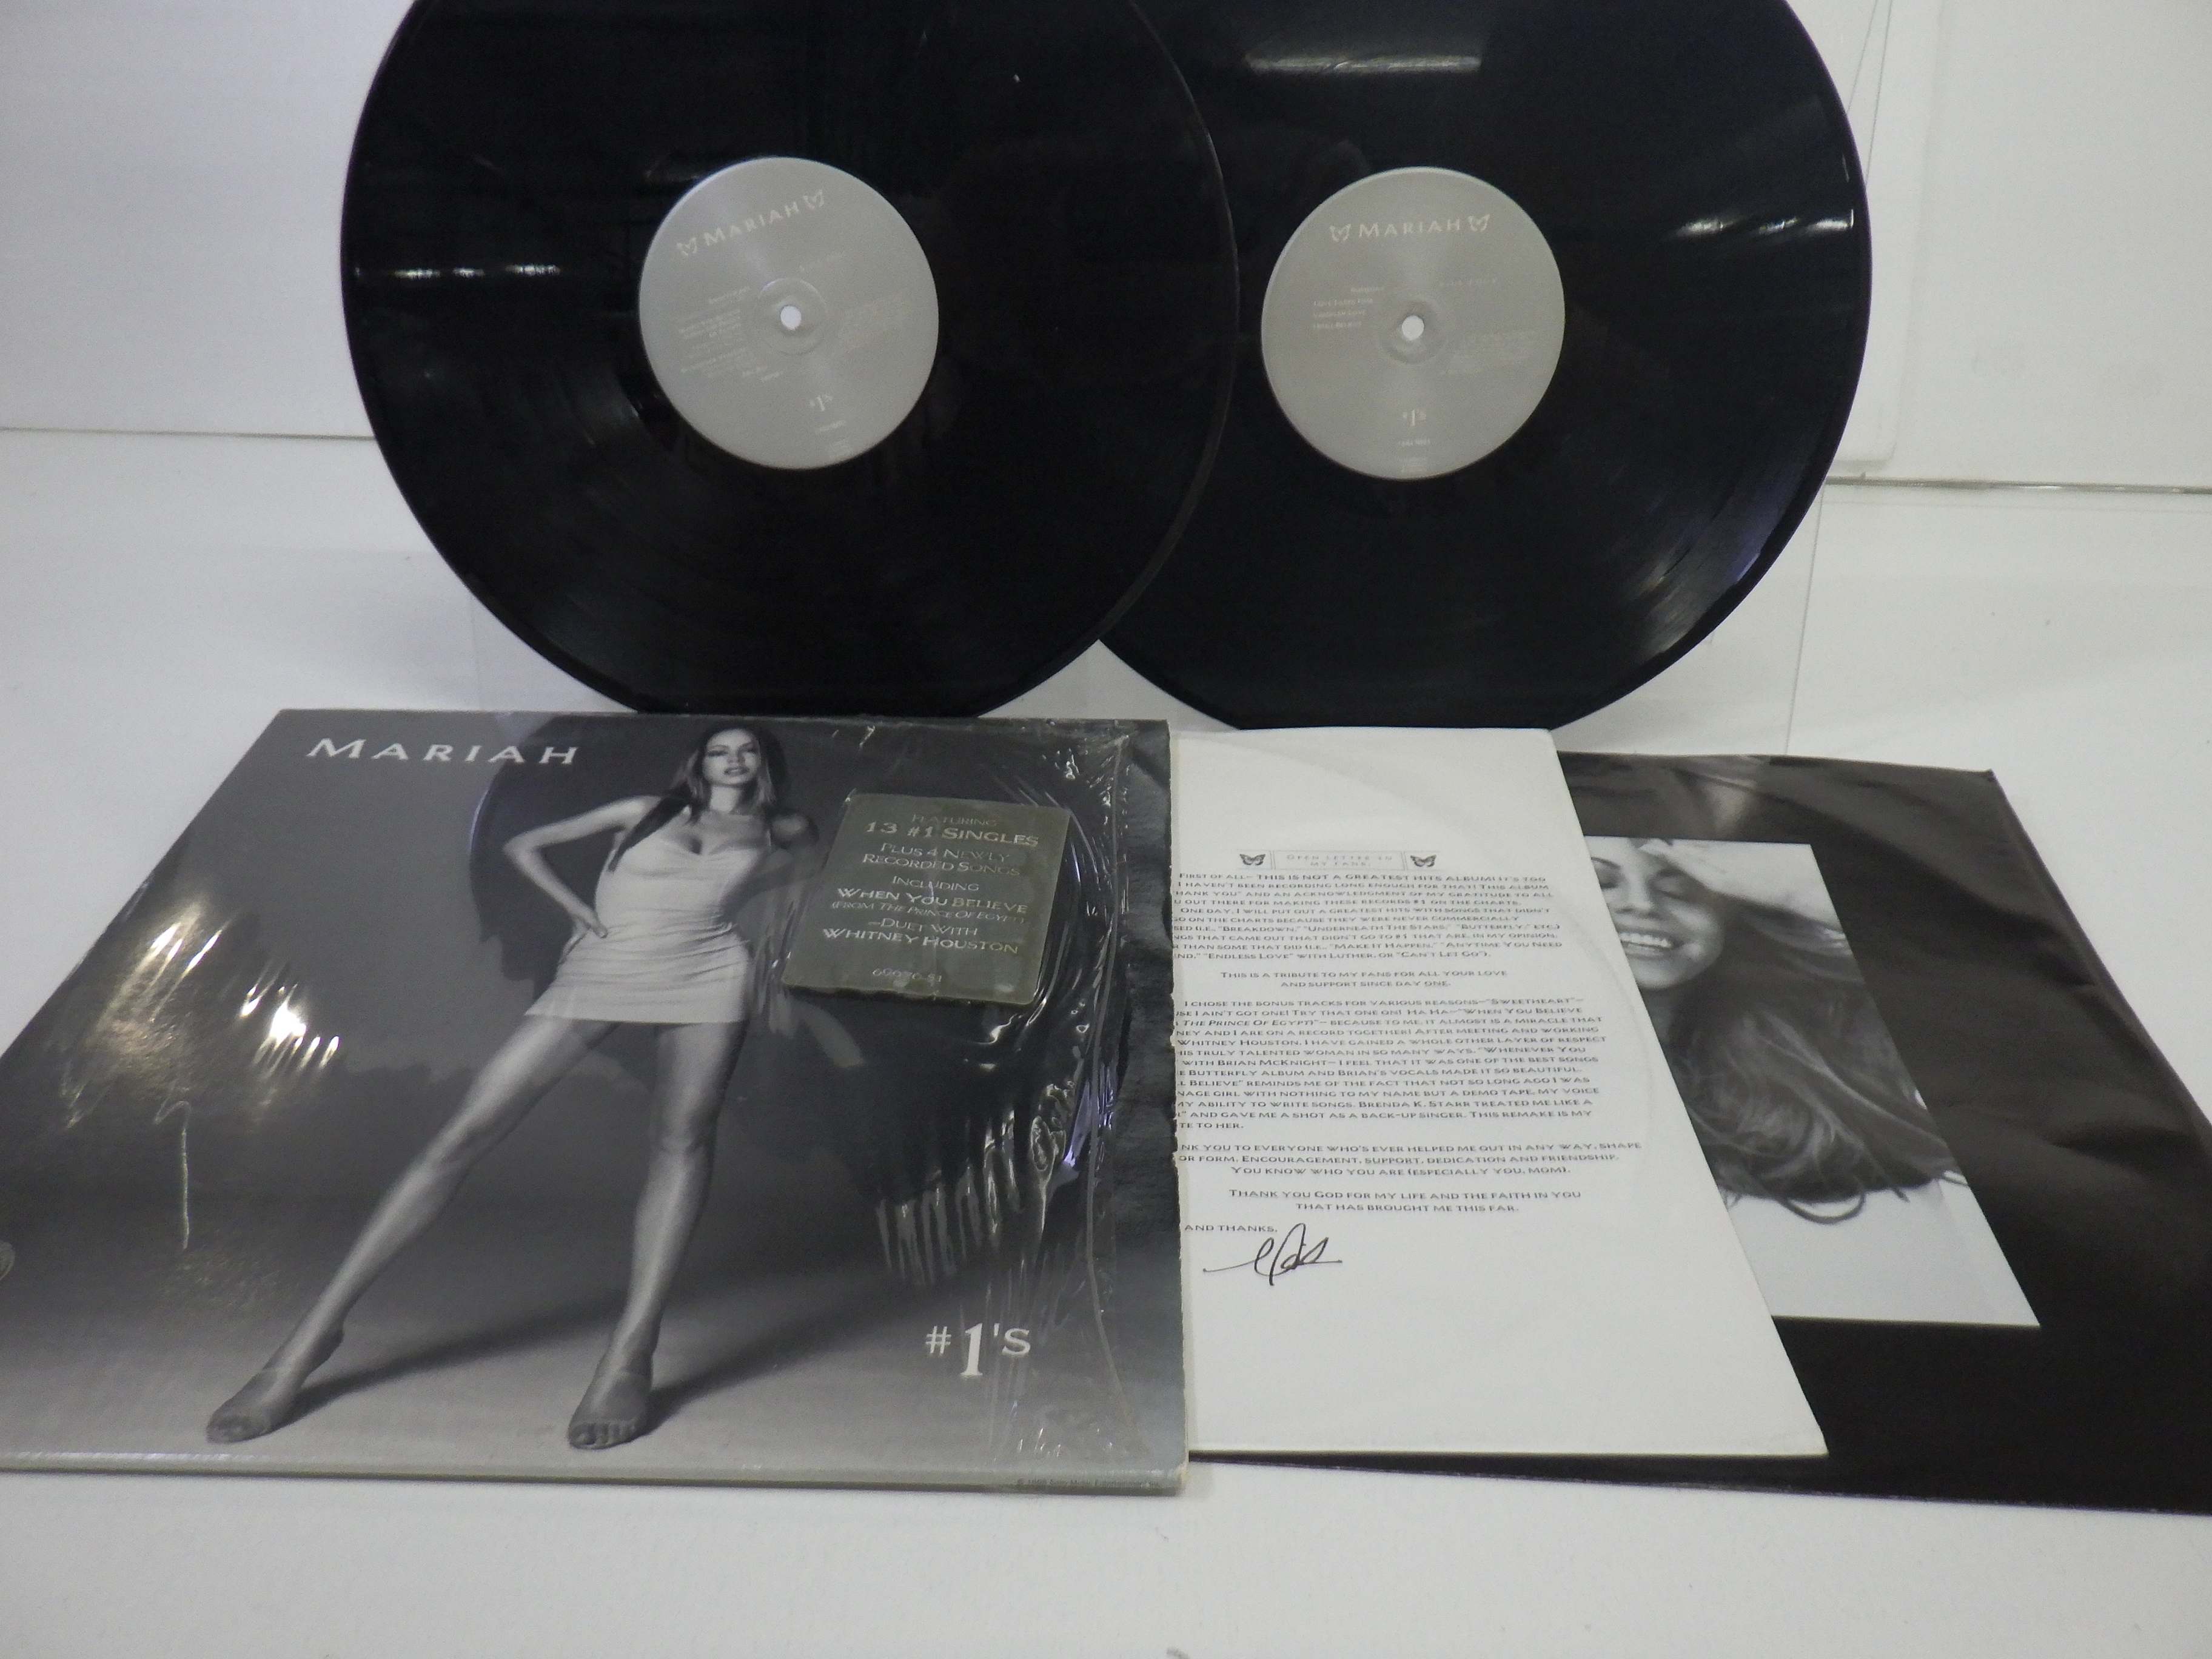 MARIAH
MARIAH
#1'S
#1'S
MARIAH
FEATURING
13 #1 SINGLES
PLUS 4 NEWLY
RECORDED SONGS
INCLUDING
WHEN YOU BELIEVE
(FROM THE PRINCE OF EGYPT)
–DUET WITH
WHITNEY HOUSTON
#1'S
OPEN LETTER TO
MY FANS:
FIRST OF ALL– THIS IS NOT A GREATEST HITS ALBUM! IT'S TOO
I HAVEN'T BEEN RECORDING LONG ENOUGH FOR THAT! THIS ALBUM
HANK YOU" AND AN ACKNOWLEDGMENT OF MY GRATITUDE TO ALL
U OUT THERE FOR MAKING THESE RECORDS #1 ON THE CHARTS.
ONE DAY, I WILL PUT OUT A GREATEST HITS WITH SONGS THAT DIDN'T
GO ON THE CHARTS BECAUSE THEY WERE NEVER COMMERCIALLY
SED (I.E., "BREAKDOWN," "UNDERNEATH THE STARS," "BUTTERFLY," ETC.)
NGS THAT CAME OUT THAT DIDN'T GO TO #1 THAT ARE, IN MY OPINION,
R THAN SOME THAT DID (I.E., "MAKE IT HAPPEN," "ANYTIME YOU NEED
ND," "ENDLESS LOVE" WITH LUTHER, OR "CAN'T LET GO").
THIS IS A TRIBUTE TO MY FANS FOR ALL YOUR LOVE
AND SUPPORT SINCE DAY ONE.
I CHOSE THE BONUS TRACKS FOR VARIOUS REASONS–"SWEETHEART"–
USE I AIN'T GOT ONE! TRY THAT ONE ON! HA HA–"WHEN YOU BELIEVE
THE PRINCE OF EGYPT)"– BECAUSE TO ME, IT ALMOST IS A MIRACLE THAT
NEY AND I ARE ON A RECORD TOGETHER! AFTER MEETING AND WORKING
WHITNEY HOUSTON, I HAVE GAINED A WHOLE OTHER LAYER OF RESPECT
HIS TRULY TALENTED WOMAN IN SO MANY WAYS. "WHENEVER YOU
WITH BRIAN MCKNIGHT– I FEEL THAT IT WAS ONE OF THE BEST SONGS
E BUTTERFLY ALBUM AND BRIAN'S VOCALS MADE IT SO BEAUTIFUL.
LL BELIEVE" REMINDS ME OF THE FACT THAT NOT SO LONG AGO I WAS
NAGE GIRL WITH NOTHING TO MY NAME BUT A DEMO TAPE, MY VOICE
MY ABILITY TO WRITE SONGS. BRENDA K. STARR TREATED ME LIKE A
" AND GAVE ME A SHOT AS A BACK-UP SINGER. THIS REMAKE IS MY
TE TO HER.
NK YOU TO EVERYONE WHO'S EVER HELPED ME OUT IN ANY WAY, SHAPE
OR FORM, ENCOURAGEMENT, SUPPORT, DEDICATION AND FRIENDSHIP.
YOU KNOW WHO YOU ARE (ESPECIALLY YOU, MOM).
THANK YOU GOD FOR MY LIFE AND THE FAITH IN YOU
THAT HAS BROUGHT ME THIS FAR.
AND THANKS,